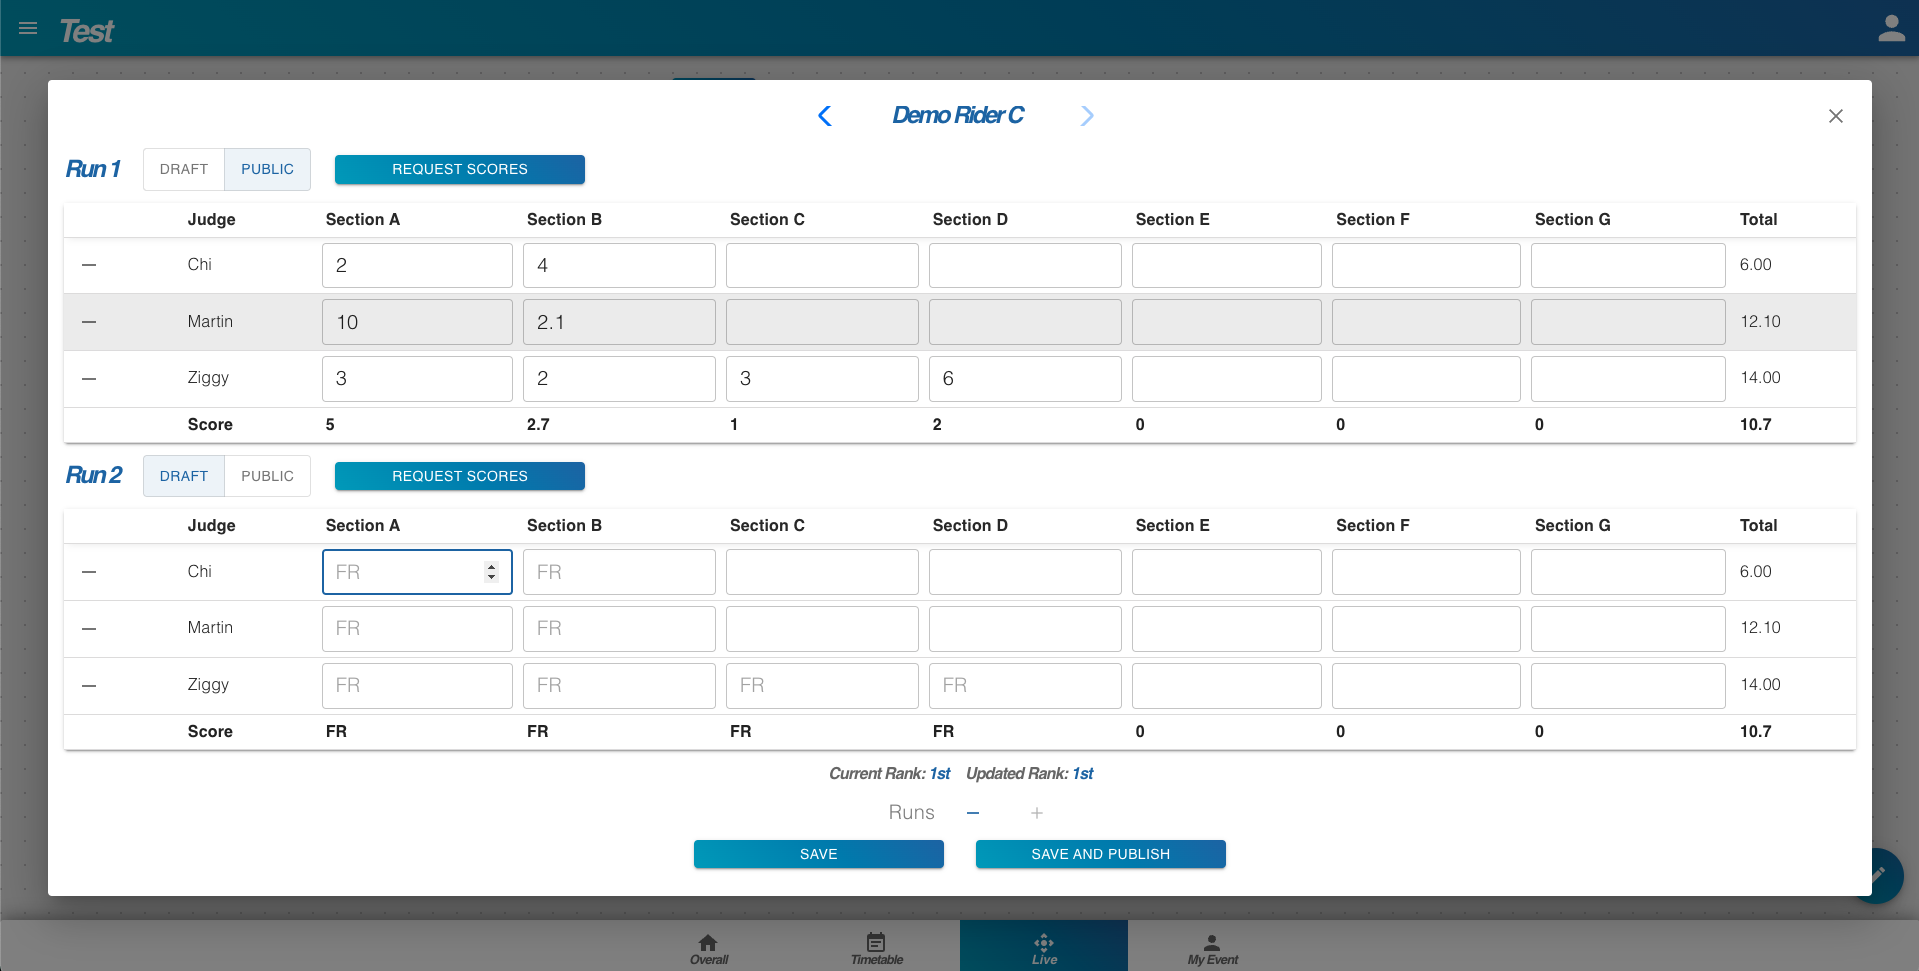 Test
Demo Rider C
Run 1 DRAFT PUBLIC REQUEST SCORES
Judge Section A Section B Section C Section D Section E Section F Section G Total
Chi 2 4 6.00
Martin 10 2.1 12.10
Ziggy 3 2 3 6 14.00
Score 5 2.7 1 2 0 0 0 10.7
Run 2 DRAFT PUBLIC REQUEST SCORES
Judge Section A Section B Section C Section D Section E Section F Section G Total
Chi FR FR 6.00
Martin FR FR 12.10
Ziggy FR FR FR FR 14.00
Score FR FR FR FR 0 0 0 10.7
Current Rank: 1st Updated Rank: 1st
Runs − +
SAVE SAVE AND PUBLISH
Overall Timetable Live My Event